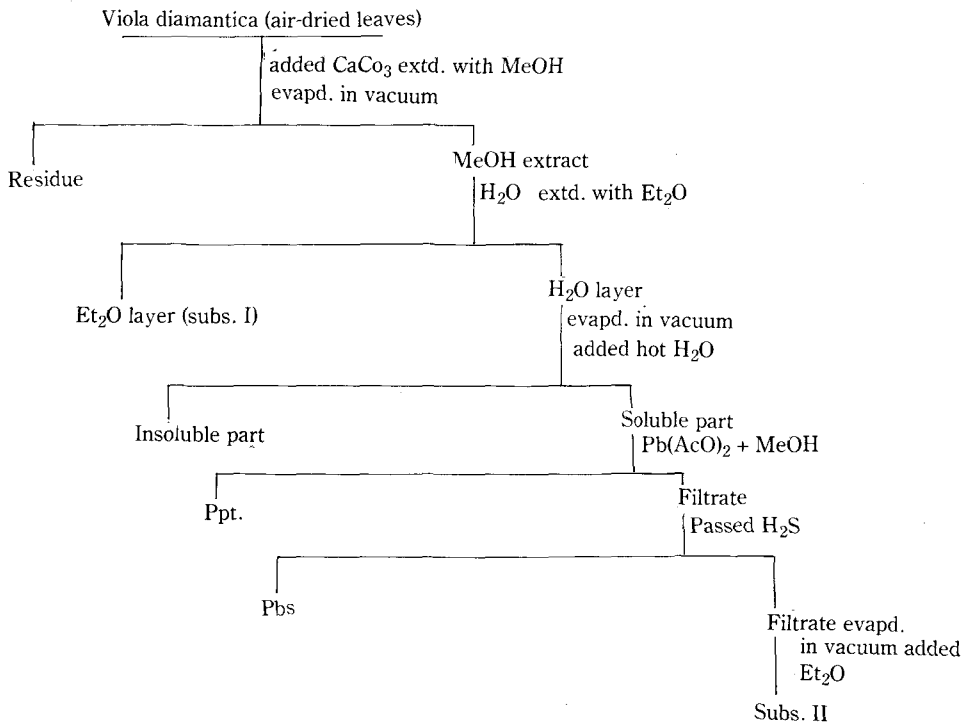 Viola diamantica (air-dried leaves)
added CaCo₃ extd. with MeOH
evapd. in vacuum
Residue
MeOH extract
H₂O extd. with Et₂O
Et₂O layer (subs. I)
H₂O layer
evapd. in vacuum
added hot H₂O
Insoluble part
Soluble part
Pb(AcO)₂ + MeOH
Ppt.
Filtrate
Passed H₂S
Pbs
Filtrate evapd.
in vacuum added
Et₂O
Subs. II